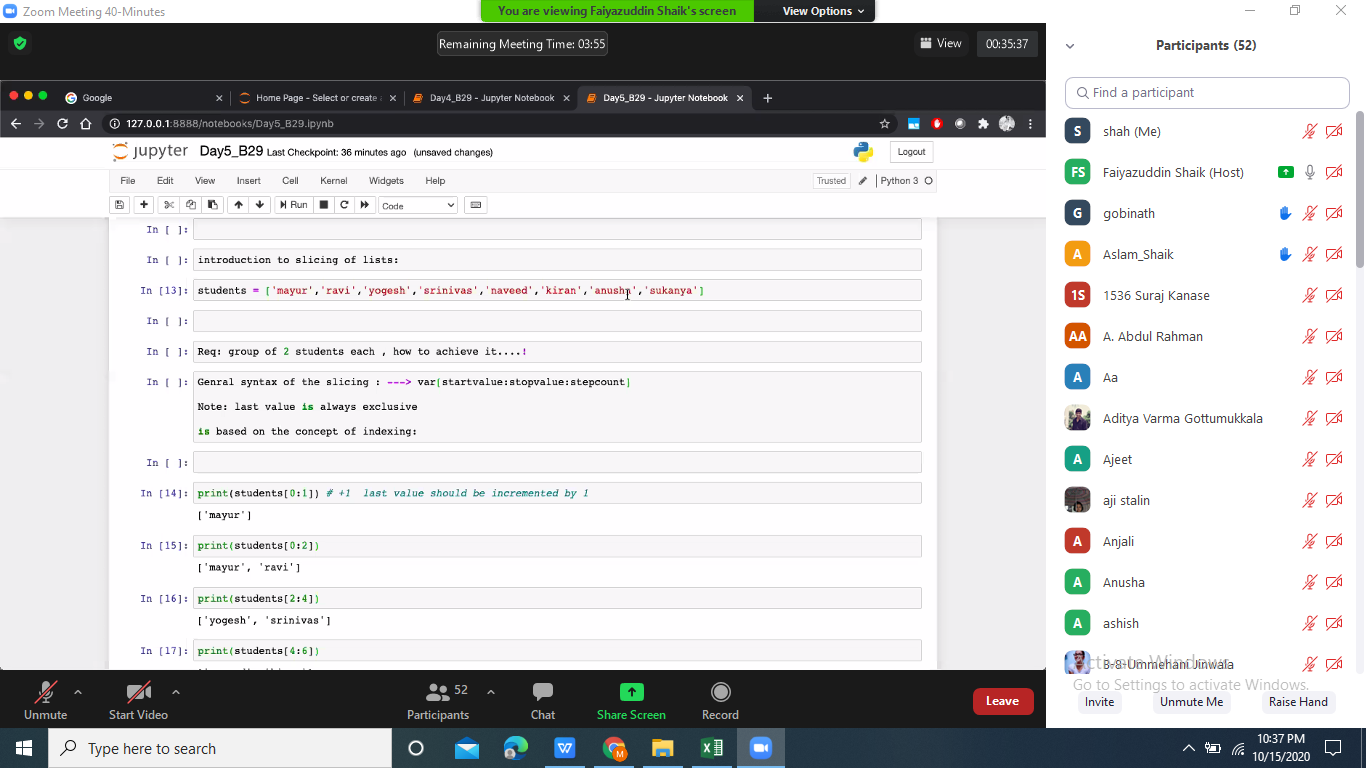 Zoom Meeting 40-Minutes
You are viewing Faiyazuddin Shaik's screen
View Options
Remaining Meeting Time: 03:55
View
00:35:37
Google
Home Page - Select or create a
Day4_B29 - Jupyter Notebook
Day5_B29 - Jupyter Notebook
127.0.0.1:8888/notebooks/Day5_B29.ipynb
jupyter
Day5_B29
Last Checkpoint: 36 minutes ago
(unsaved changes)
Logout
File
Edit
View
Insert
Cell
Kernel
Widgets
Help
Trusted
Python 3
Run
Code
In [ ]:
In [ ]: introduction to slicing of lists:
In [13]: students = ['mayur','ravi','yogesh','srinivas','naveed','kiran','anusha','sukanya']
In [ ]:
In [ ]: Req: group of 2 students each , how to achieve it....!
In [ ]: Genral syntax of the slicing : ---> var[startvalue:stopvalue:stepcount]
Note: last value is always exclusive
is based on the concept of indexing:
In [ ]:
In [14]: print(students[0:1]) # +1  last value should be incremented by 1
['mayur']
In [15]: print(students[0:2])
['mayur', 'ravi']
In [16]: print(students[2:4])
['yogesh', 'srinivas']
In [17]: print(students[4:6])
Participants (52)
Find a participant
S shah (Me)
FS Faiyazuddin Shaik (Host)
G gobinath
A Aslam_Shaik
1S 1536 Suraj Kanase
AA A. Abdul Rahman
A Aa
Aditya Varma Gottumukkala
A Ajeet
aji stalin
A Anjali
A Anusha
A ashish
Activate Windows
Go to Settings to activate Windows.
Invite
Unmute Me
Raise Hand
Unmute
Start Video
52
Participants
Chat
Share Screen
Record
Leave
Type here to search
M
10:37 PM
10/15/2020